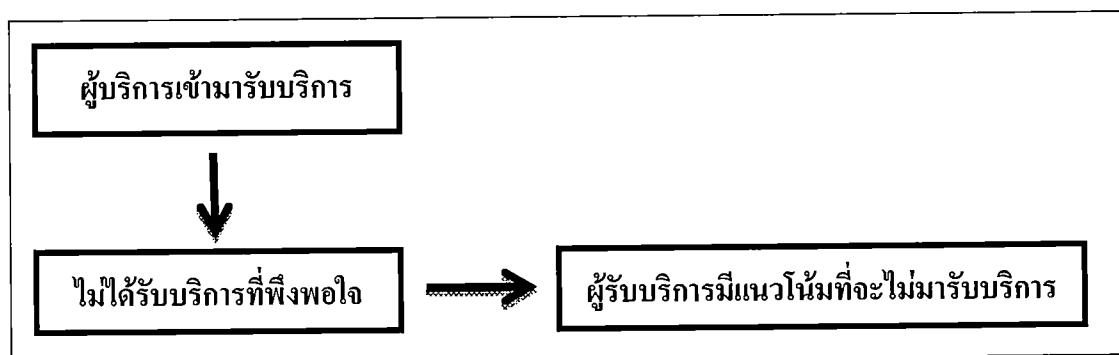 ผู้บริการเข้ามารับบริการ
ไม่ได้รับบริการที่พึงพอใจ
ผู้รับบริการมีแนวโน้มที่จะไม่มารับบริการ